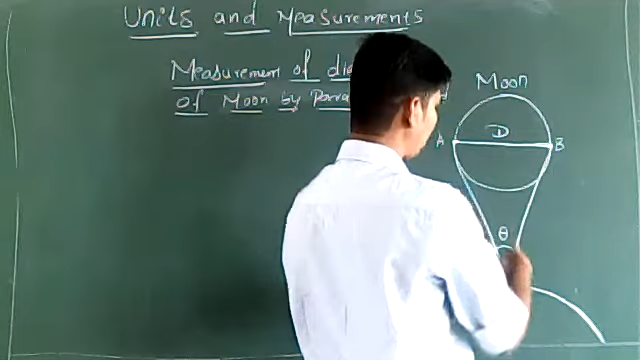 Units and Measurements
Measurement of
of Moon by
Moon
D
A
B
θ